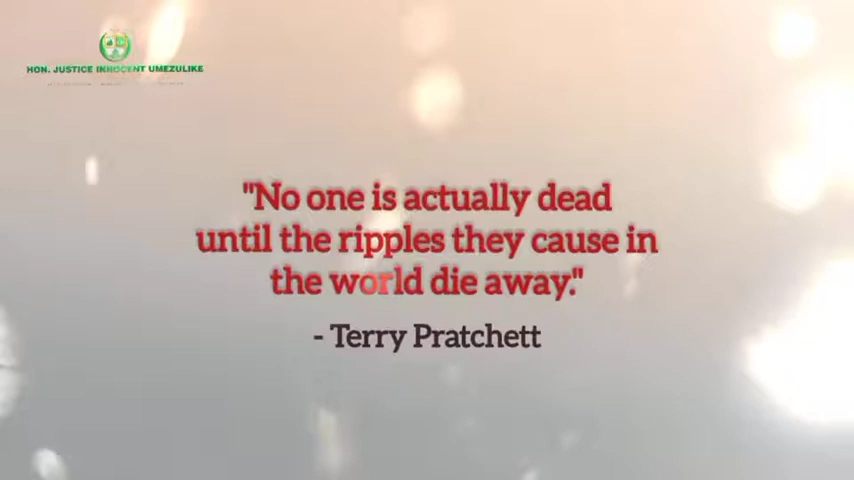 HON. JUSTICE INNOCENT UMEZULIKE
"No one is actually dead
until the ripples they cause in
the world die away."
- Terry Pratchett